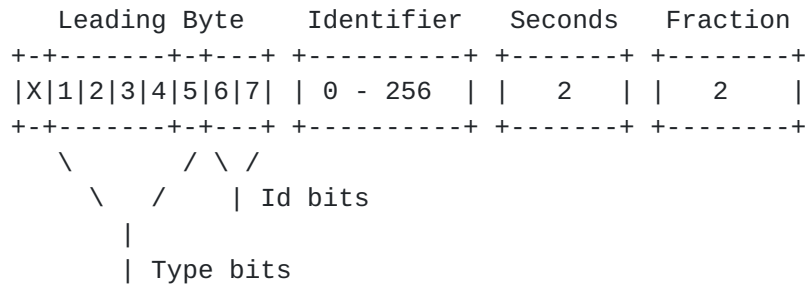 Leading Byte    Identifier   Seconds   Fraction
+-+-------+-+---+ +----------+ +-------+ +--------+
|X|1|2|3|4|5|6|7| | 0 - 256  | |   2   | |   2    |
+-+-------+-+---+ +----------+ +-------+ +--------+
   \       / \ /
     \   /    | Id bits
       |
       | Type bits